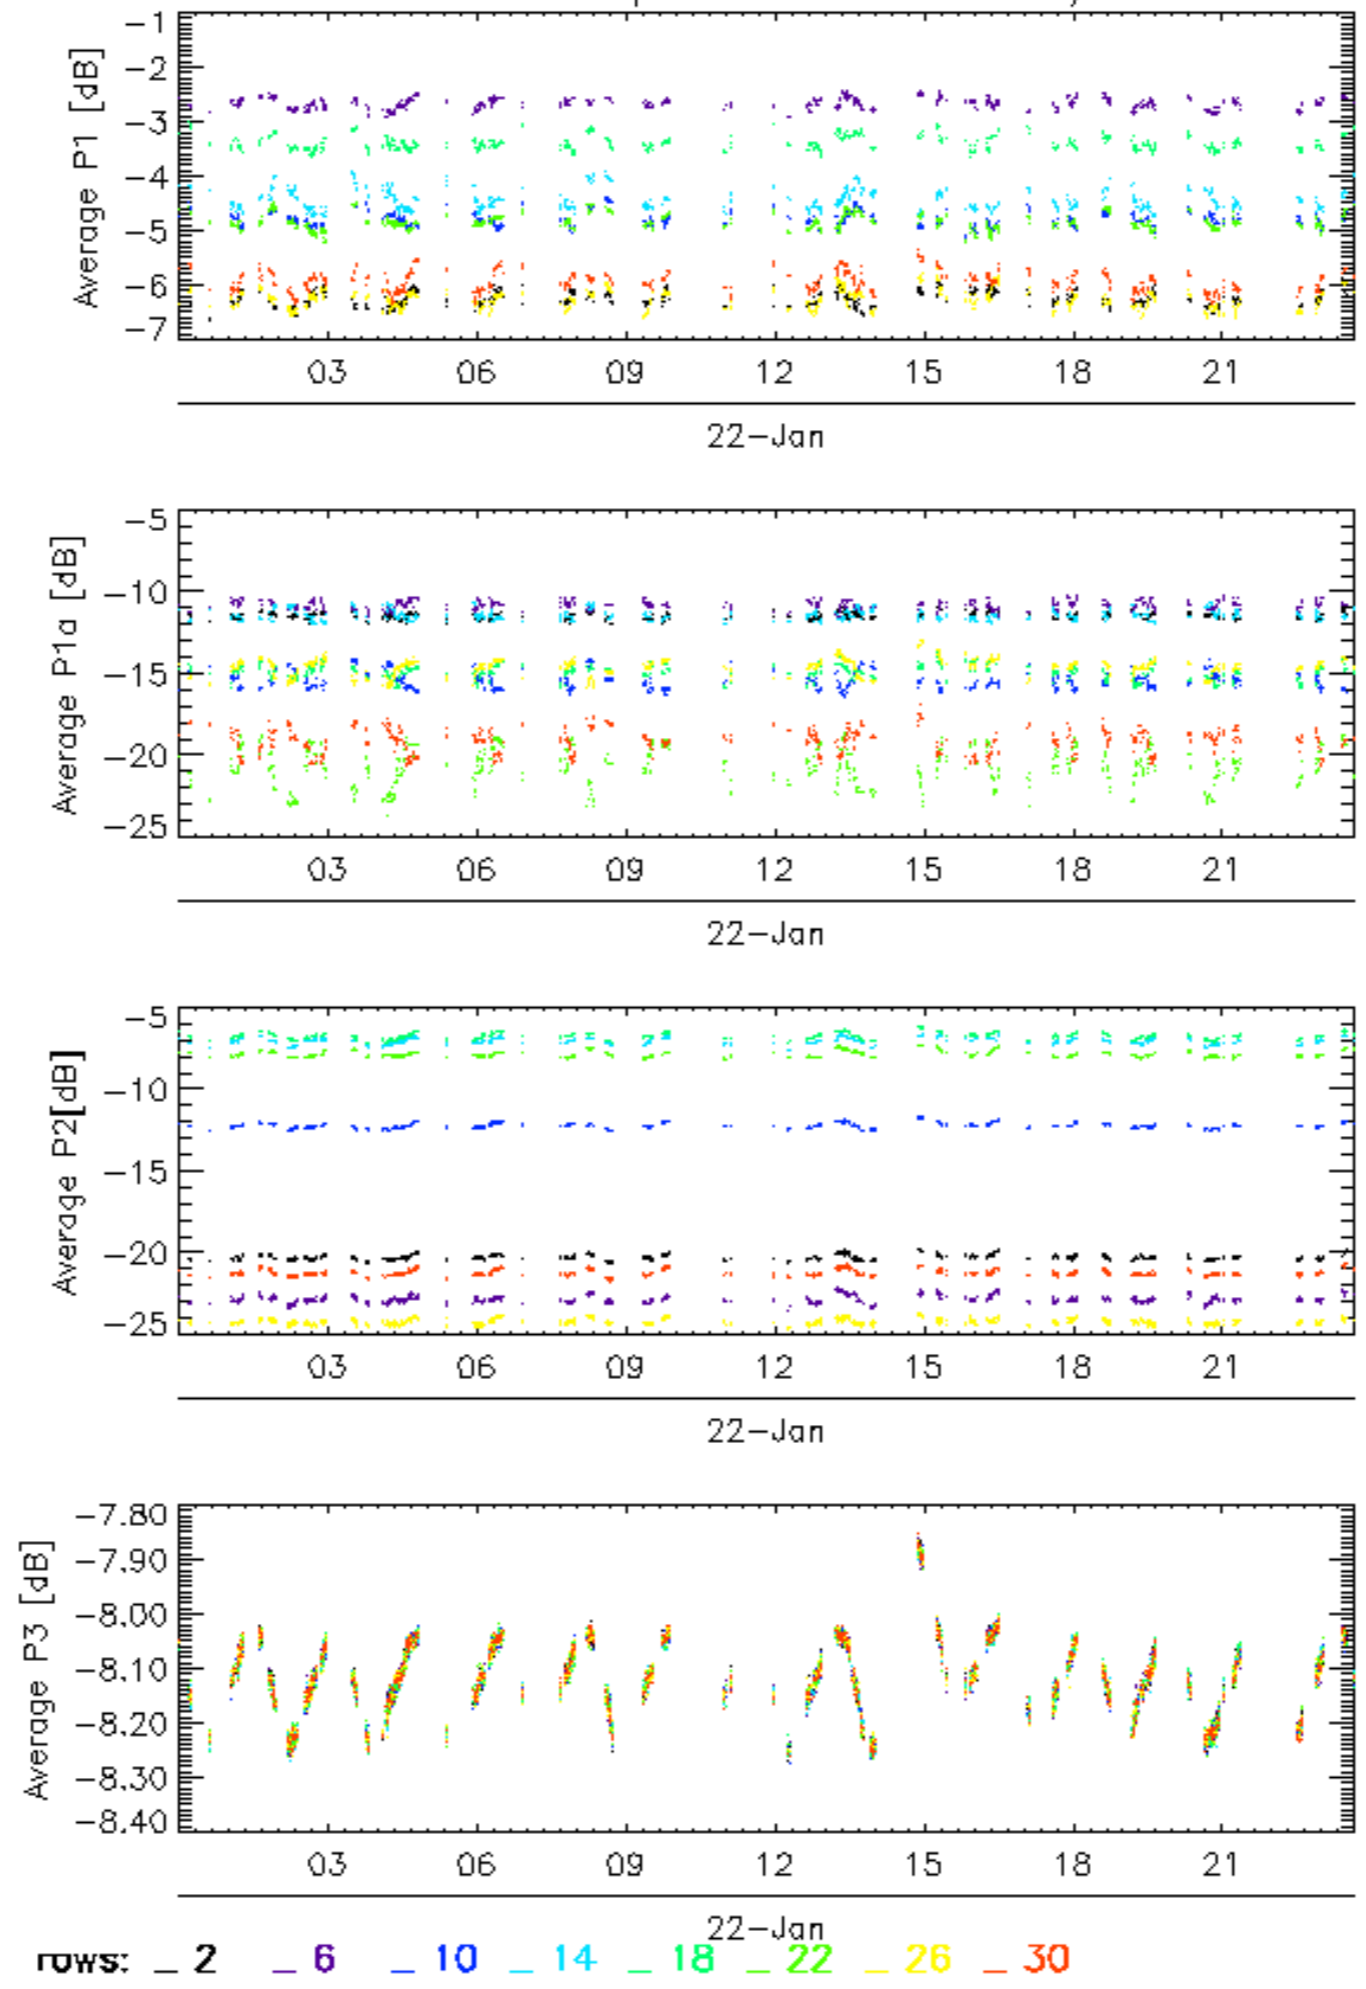 Average P1 [dB]
-1
-2
-3
-4
-5
-6
-7
03 06 09 12 15 18 21
22-Jan
Average P1a [dB]
-5
-10
-15
-20
-25
03 06 09 12 15 18 21
22-Jan
Average P2[dB]
-5
-10
-15
-20
-25
03 06 09 12 15 18 21
22-Jan
Average P3 [dB]
-7.80
-7.90
-8.00
-8.10
-8.20
-8.30
-8.40
03 06 09 12 15 18 21
22-Jan
rows: _ 2 _ 6 _ 10 _ 14 _ 18 _ 22 _ 26 _ 30